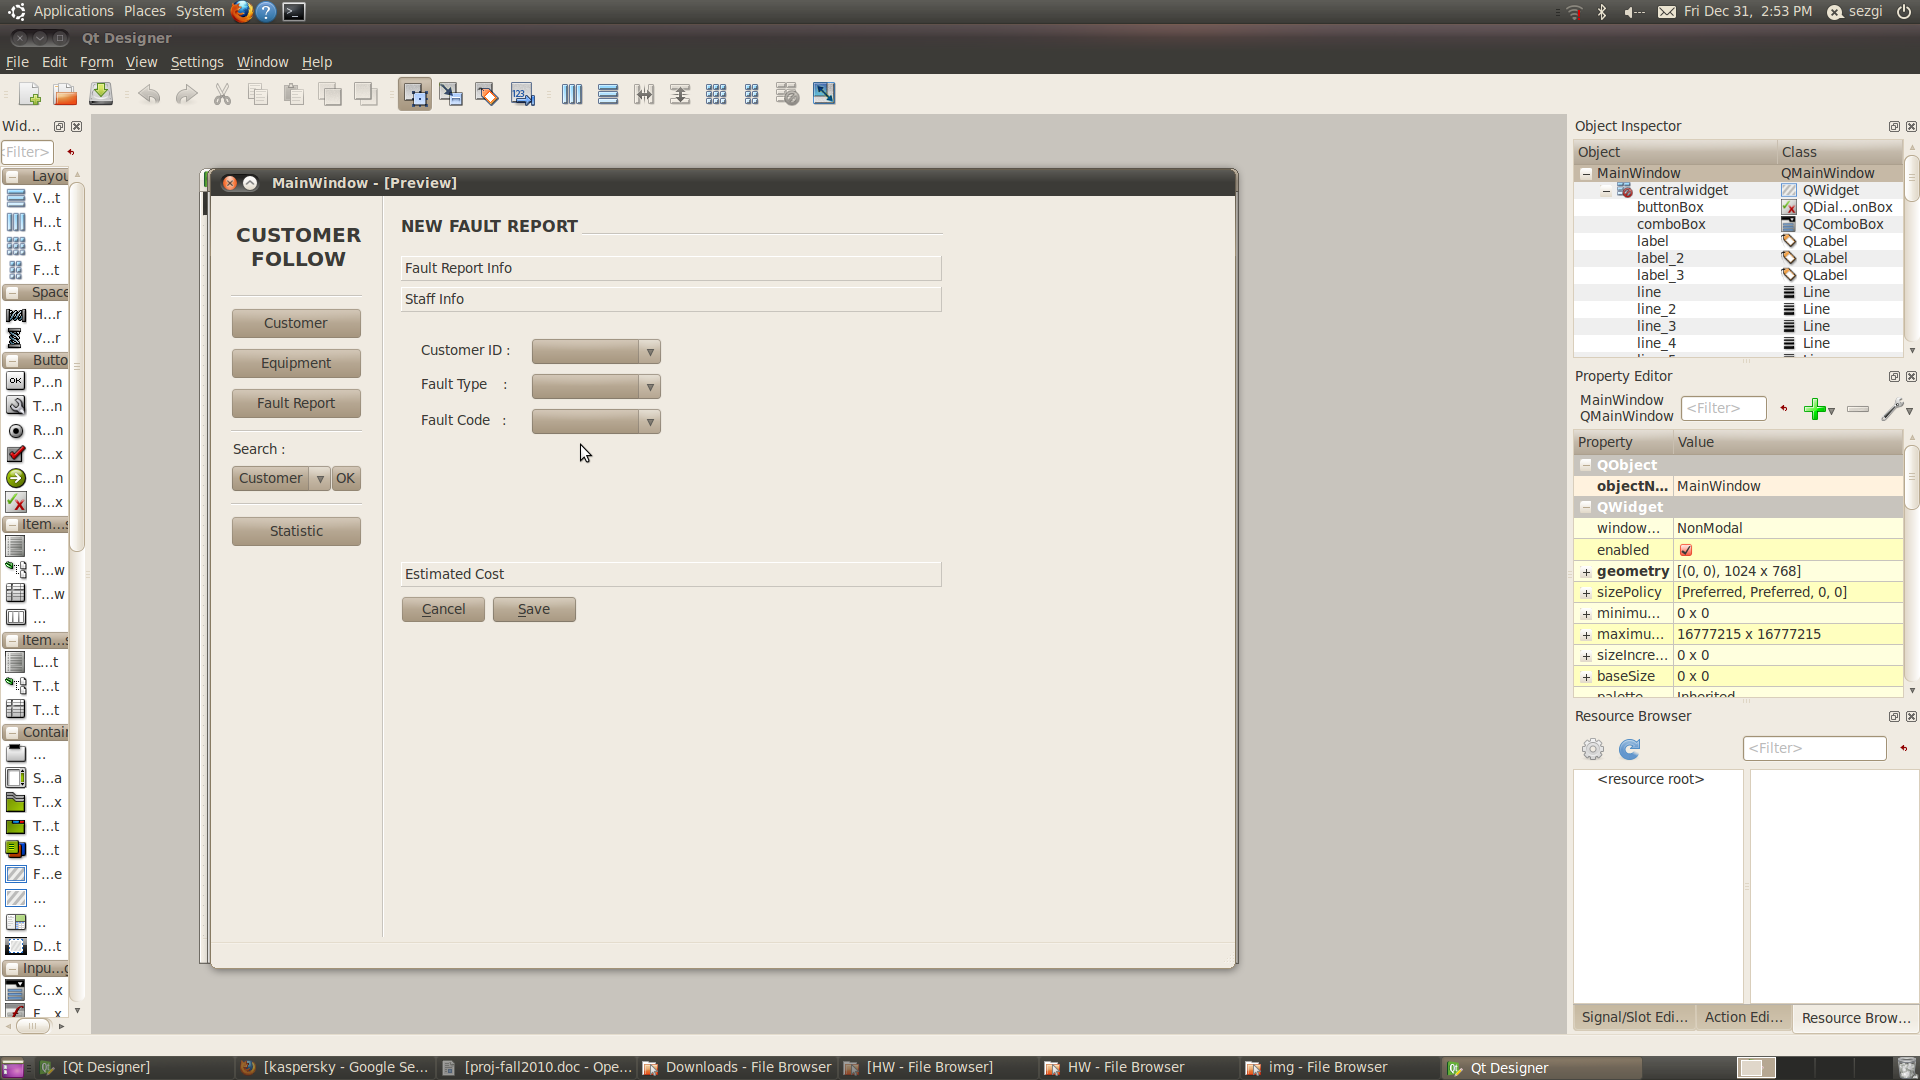 Applications Places System
Fri Dec 31, 2:53 PM sezgi
Qt Designer
File Edit Form View Settings Window Help
Wid...
<Filter>
Layou
V...t
H...t
G...t
F...t
Space
H...r
V...r
Butto
P...n
T...n
R...n
C...x
C...n
B...x
Item...s
...
T...w
T...w
...
Item...s
L...t
T...t
T...t
Contai
...
S...a
T...x
T...t
S...t
F...e
...
...
D...t
Inpu...g
C...x
F...x
MainWindow - [Preview]
CUSTOMER
FOLLOW
Customer
Equipment
Fault Report
Search :
Customer OK
Statistic
NEW FAULT REPORT
Fault Report Info
Staff Info
Customer ID :
Fault Type :
Fault Code :
Estimated Cost
Cancel Save
Object Inspector
Object Class
MainWindow QMainWindow
centralwidget QWidget
buttonBox QDial...onBox
comboBox QComboBox
label QLabel
label_2 QLabel
label_3 QLabel
line Line
line_2 Line
line_3 Line
line_4 Line
Property Editor
MainWindow
QMainWindow
<Filter>
Property Value
QObject
objectN... MainWindow
QWidget
window... NonModal
enabled
geometry [(0, 0), 1024 x 768]
sizePolicy [Preferred, Preferred, 0, 0]
minimu... 0 x 0
maximu... 16777215 x 16777215
sizeIncre... 0 x 0
baseSize 0 x 0
palette Inherited
Resource Browser
<Filter>
<resource root>
Signal/Slot Edi... Action Edi... Resource Brow...
[Qt Designer] [kaspersky - Google Se... [proj-fall2010.doc - Ope... Downloads - File Browser [HW - File Browser] HW - File Browser img - File Browser Qt Designer